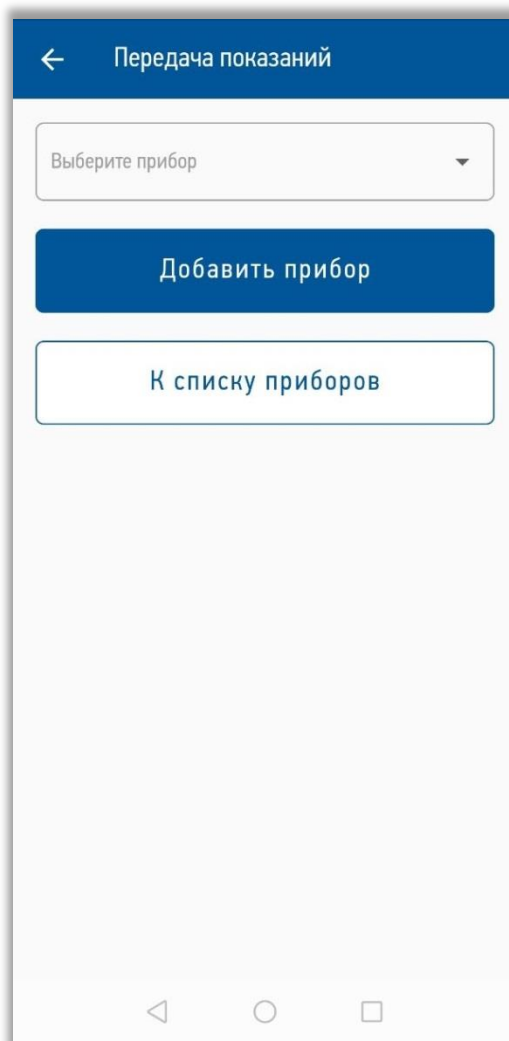 Передача показаний
Выберите прибор
Добавить прибор
К списку приборов